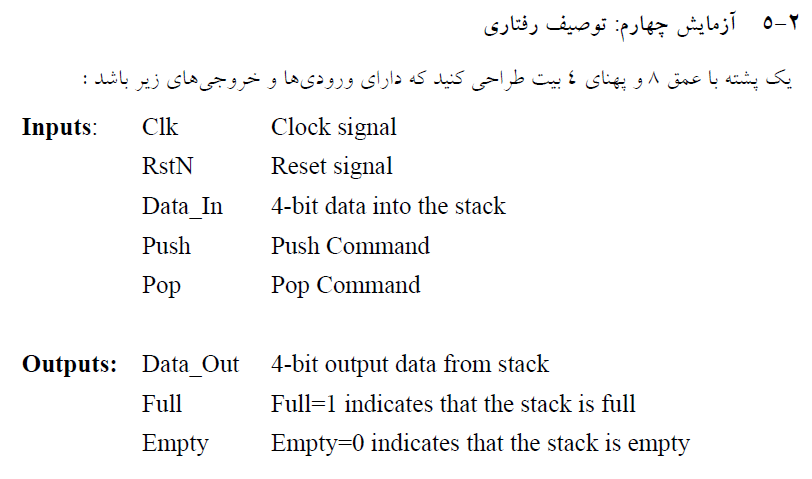 ۲-۵ آزمایش چهارم: توصیف رفتاری
یک پشته با عمق ۸ و پهنای ٤ بیت طراحی کنید که دارای ورودی‌ها و خروجی‌های زیر باشد :
Inputs: Clk Clock signal
RstN Reset signal
Data_In 4-bit data into the stack
Push Push Command
Pop Pop Command
Outputs: Data_Out 4-bit output data from stack
Full Full=1 indicates that the stack is full
Empty Empty=0 indicates that the stack is empty